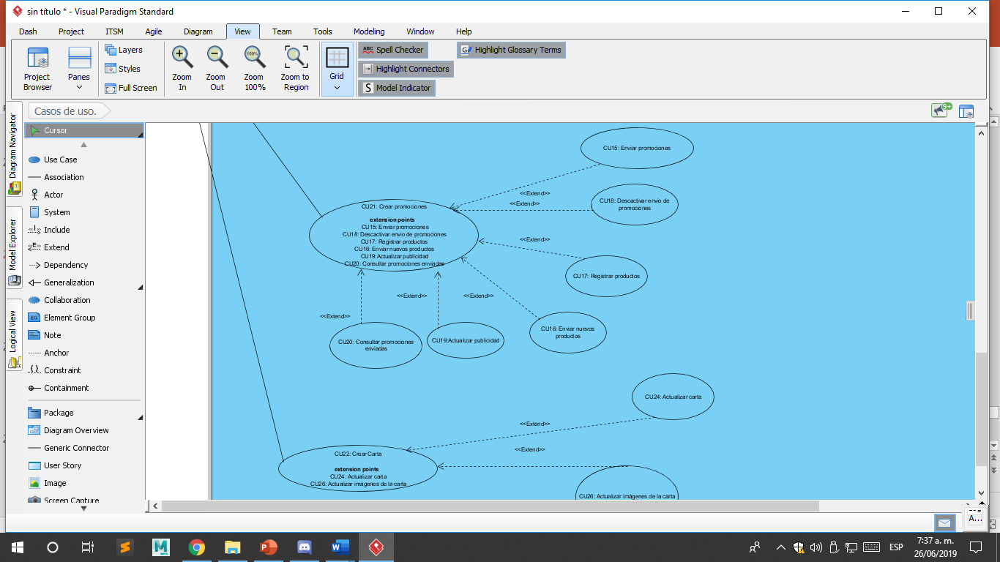 sin título * - Visual Paradigm Standard
Dash Project ITSM Agile Diagram View Team Tools Modeling Window Help
Project Browser
Panes
Layers
Styles
Full Screen
Zoom In
Zoom Out
100%
Zoom 100%
Zoom to Region
Grid
ABC Spell Checker
Highlight Connectors
S Model Indicator
G Highlight Glossary Terms
Casos de uso.
9+
Diagram Navigator
Model Explorer
Logical View
Cursor
Use Case
Association
Actor
System
Include
Extend
Dependency
Generalization
Collaboration
EG Element Group
Note
Anchor
Constraint
Containment
Package
Diagram Overview
Generic Connector
User Story
Image
Screen Capture
CU15: Enviar promociones
<<Extend>>
<<Extend>>
CU18: Descactivar envio de
promociones
CU21: Crear promociones
extension points
CU15: Enviar promociones
CU18: Descactivar envio de promociones
CU17: Registrar productos
CU16: Enviar nuevos productos
CU19:Actualizar publicidad
CU20: Consultar promociones enviadas
<<Extend>>
CU17: Registrar productos
<<Extend>>
<<Extend>>
<<Extend>>
CU16: Enviar nuevos
productos
CU20: Consultar promociones
enviadas
CU19:Actualizar publicidad
CU24: Actualizar carta
<<Extend>>
<<Extend>>
CU22: Crear Carta
extension points
CU24: Actualizar carta
CU26: Actualizar imágenes de la carta
CU26: Actualizar imágenes de la carta
A...
ESP
7:37 a. m.
26/06/2019